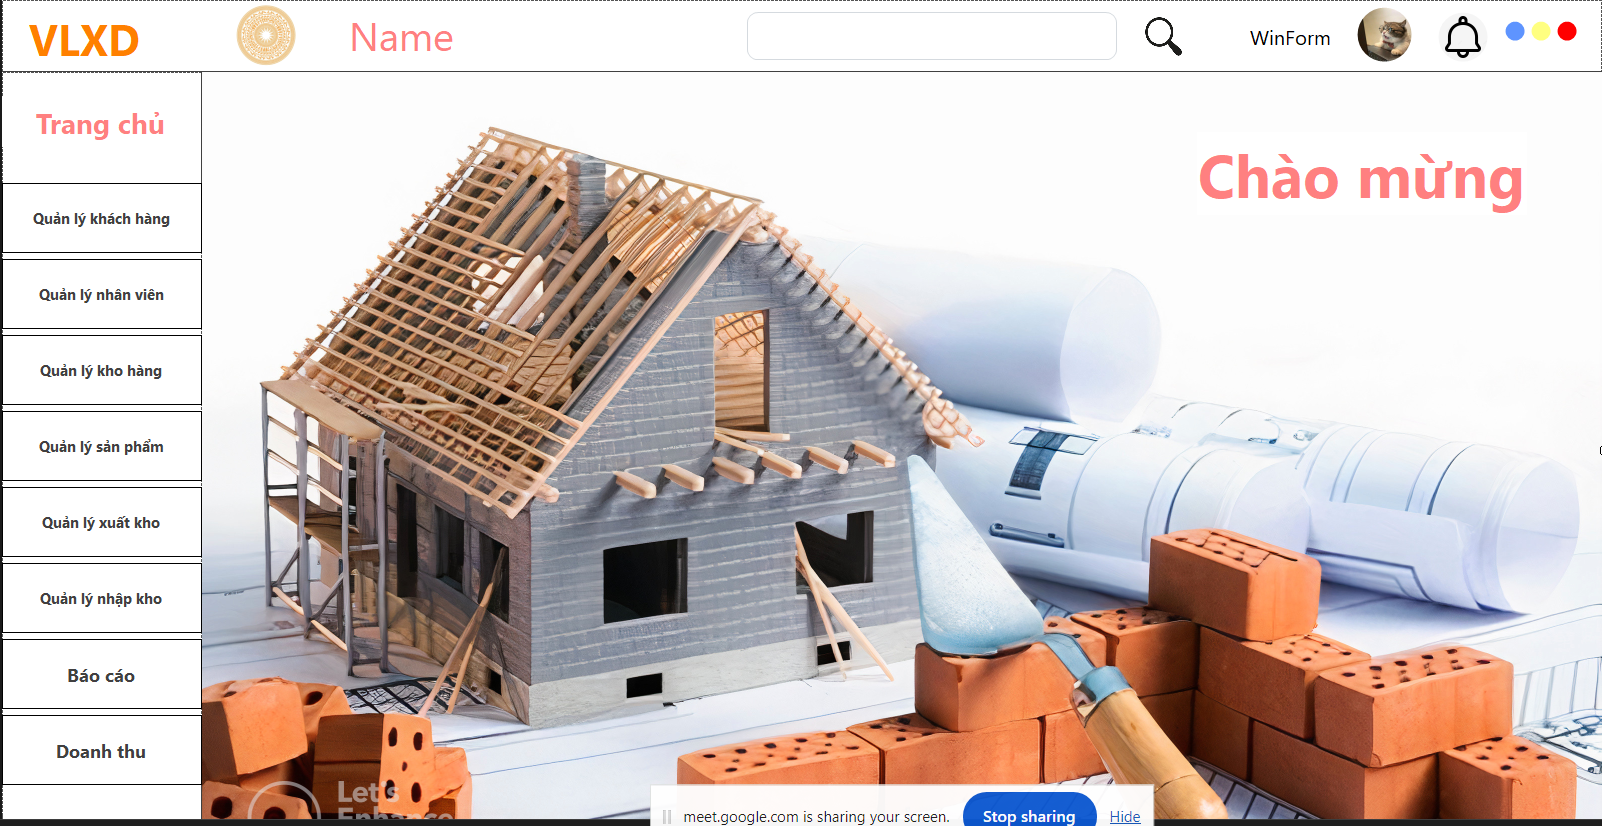 VLXD
Name
WinForm
Trang chủ
Chào mừng
Quản lý khách hàng
Quản lý nhân viên
Quản lý kho hàng
Quản lý sản phẩm
Quản lý xuất kho
Quản lý nhập kho
Báo cáo
Doanh thu
Let's
Enhance
meet.google.com is sharing your screen.
Stop sharing
Hide